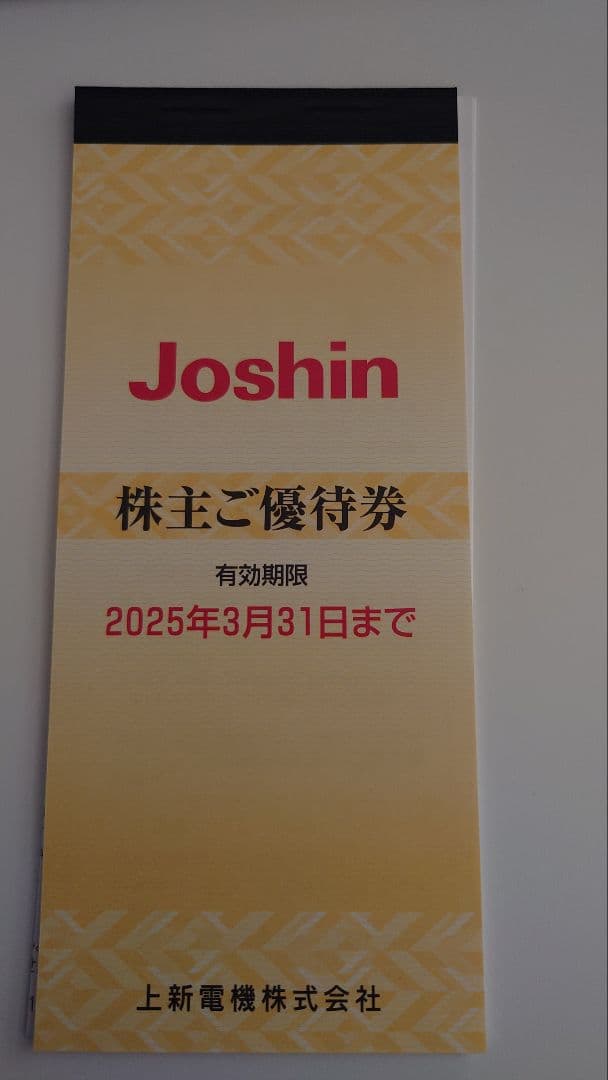 Joshin
株主ご優待券
有効期限
2025年3月31日まで
上新電機株式会社